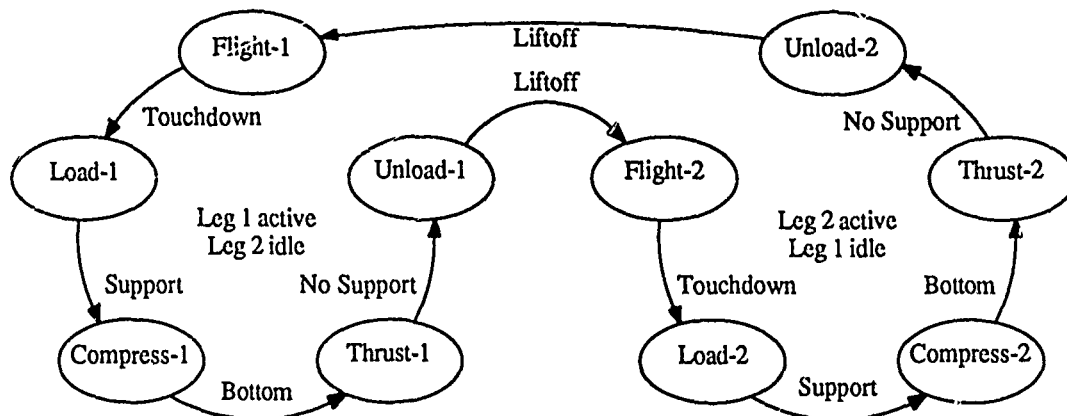 Flight-1
Liftoff
Unload-2
Liftoff
Touchdown
No Support
Load-1
Unload-1
Flight-2
Thrust-2
Leg 1 active
Leg 2 idle
Leg 2 active
Leg 1 idle
Support
No Support
Touchdown
Bottom
Compress-1
Thrust-1
Load-2
Compress-2
Bottom
Support